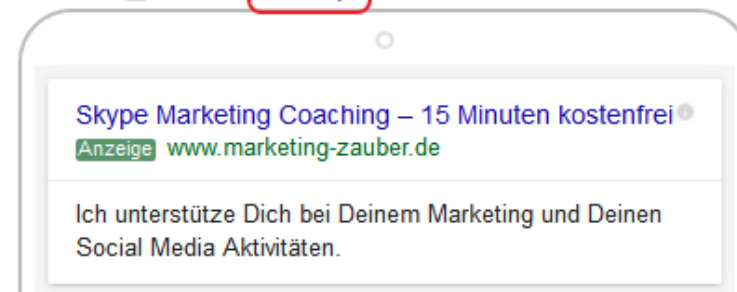 Skype Marketing Coaching – 15 Minuten kostenfrei
Anzeige www.marketing-zauber.de
Ich unterstütze Dich bei Deinem Marketing und Deinen
Social Media Aktivitäten.